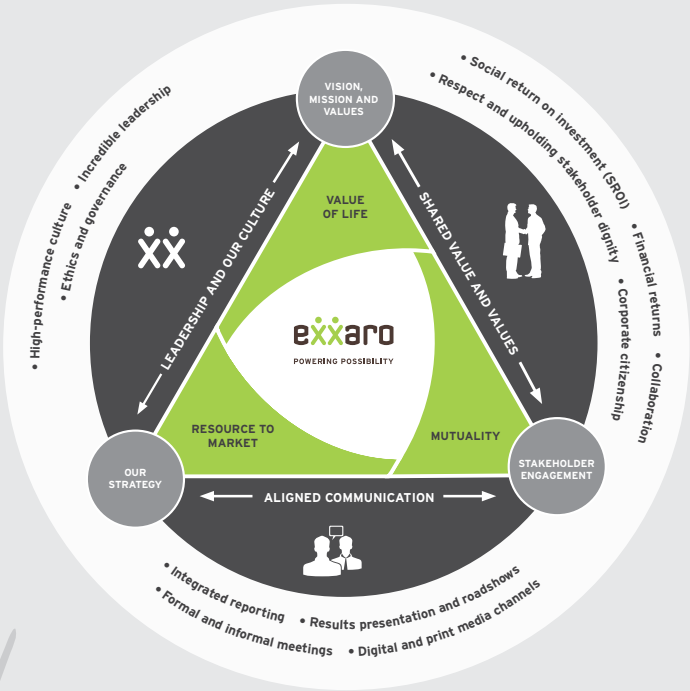 VISION,
MISSION AND
VALUES
• Incredible leadership
• High-performance culture
• Ethics and governance
• Social return on investment (SROI)
• Respect and upholding stakeholder dignity
• Financial returns
• Corporate citizenship
• Collaboration
LEADERSHIP AND OUR CULTURE
SHARED VALUE AND VALUES
VALUE
OF LIFE
exxaro
POWERING POSSIBILITY
RESOURCE TO
MARKET
MUTUALITY
OUR
STRATEGY
STAKEHOLDER
ENGAGEMENT
ALIGNED COMMUNICATION
• Integrated reporting
• Results presentation and roadshows
• Formal and informal meetings
• Digital and print media channels